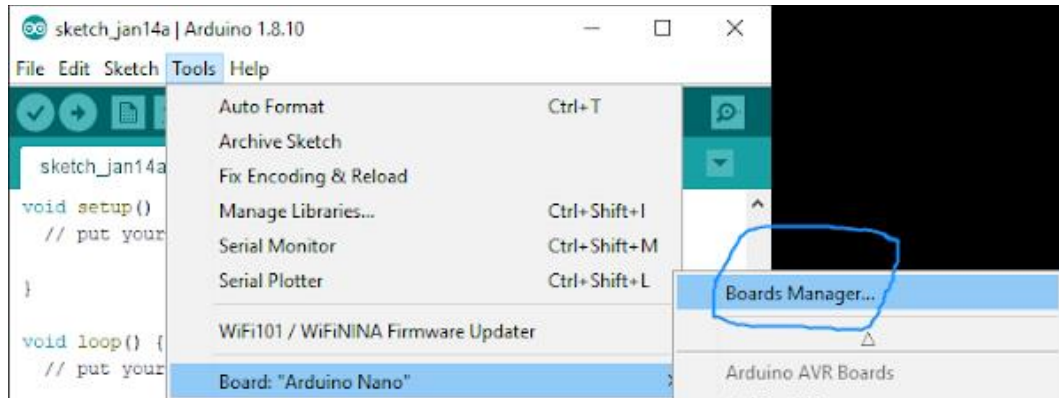 sketch_jan14a | Arduino 1.8.10
File Edit Sketch Tools Help
sketch_jan14a
void setup()
// put your
}
void loop() {
// put your
Auto Format Ctrl+T
Archive Sketch
Fix Encoding & Reload
Manage Libraries... Ctrl+Shift+I
Serial Monitor Ctrl+Shift+M
Serial Plotter Ctrl+Shift+L
WiFi101 / WiFiNINA Firmware Updater
Board: "Arduino Nano"
Boards Manager...
Arduino AVR Boards